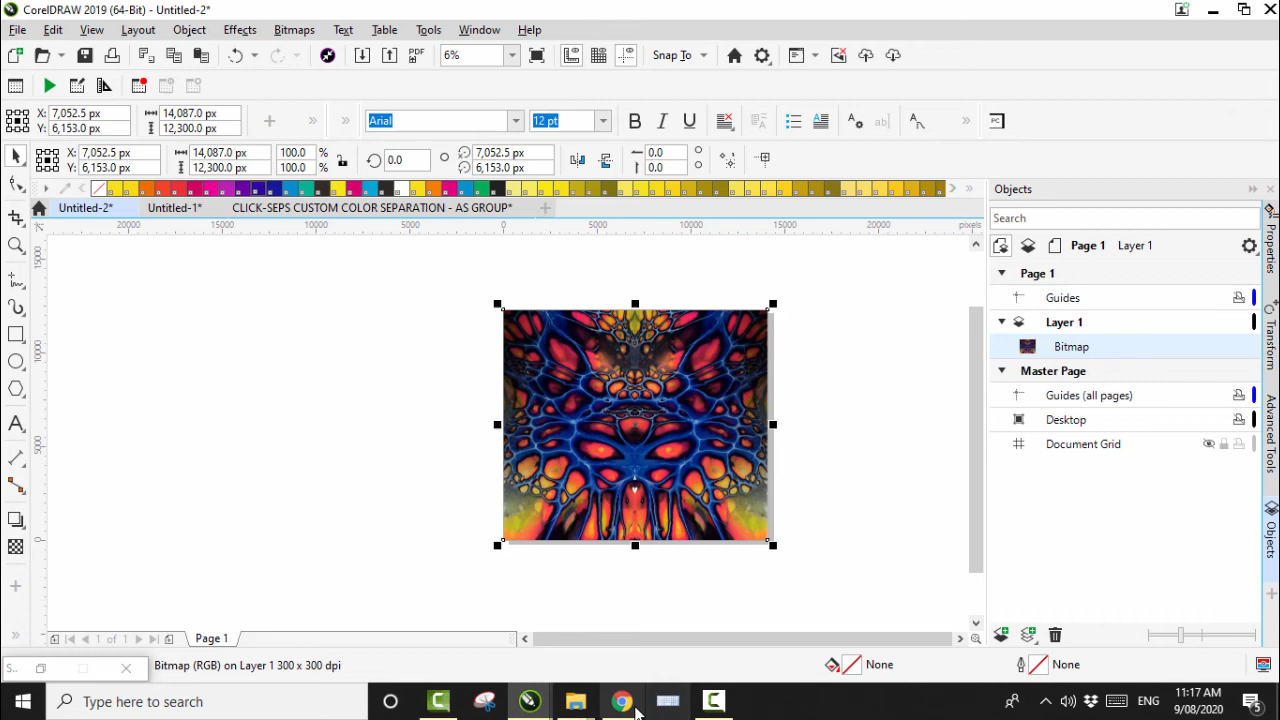 CorelDRAW 2019 (64-Bit) - Untitled-2*
File Edit View Layout Object Effects Bitmaps Text Table Tools Window Help
PDF 6% Snap To
X: 7,052.5 px 14,087.0 px Arial 12 pt
Y: 6,153.0 px 12,300.0 px
X: 7,052.5 px 14,087.0 px 100.0 % 0.0 7,052.5 px 0.0
Y: 6,153.0 px 12,300.0 px 100.0 % 6,153.0 px 0.0
Untitled-2* Untitled-1* CLICK-SEPS CUSTOM COLOR SEPARATION - AS GROUP*
20000 15000 10000 5000 0 5000 10000 15000 20000 pixels
15000
10000
5000
0
Objects
Search
Page 1 Layer 1
Page 1
Guides
Layer 1
Bitmap
Master Page
Guides (all pages)
Desktop
Document Grid
Properties
Transform
Advanced Tools
Objects
1 of 1 Page 1
S.. Bitmap (RGB) on Layer 1 300 x 300 dpi None None
Type here to search
ENG 11:17 AM
9/08/2020
5